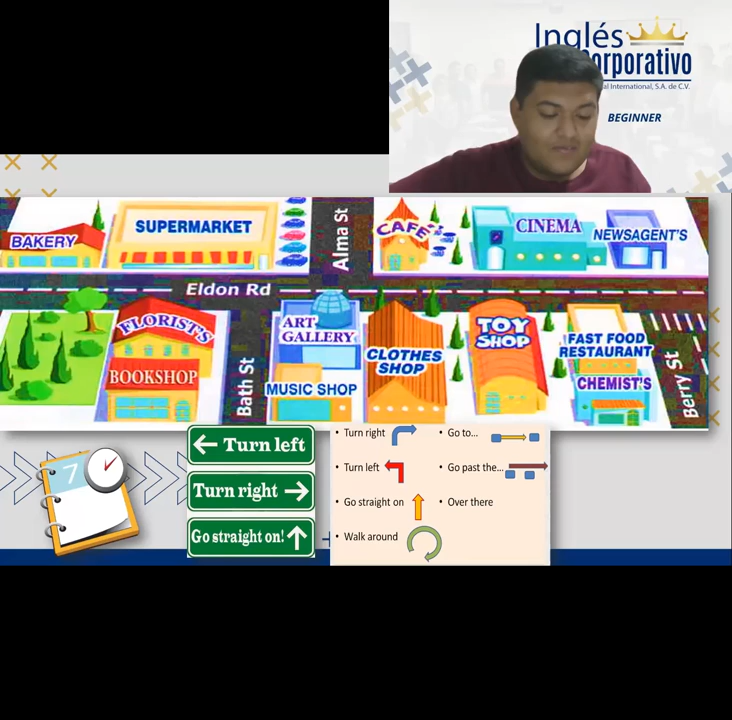 Inglés
orporativo
al International, S.A. de C.V.
BEGINNER
BAKERY
SUPERMARKET
Alma St
CAFE
CINEMA
NEWSAGENT'S
Eldon Rd
FLORIST'S
BOOKSHOP
Bath St
ART
GALLERY
MUSIC SHOP
CLOTHES
SHOP
TOY
SHOP
FAST FOOD
RESTAURANT
CHEMIST'S
Berry St
7
Turn left
Turn right
Go straight on!
• Turn right
• Turn left
• Go straight on
• Walk around
• Go to...
• Go past the...
• Over there